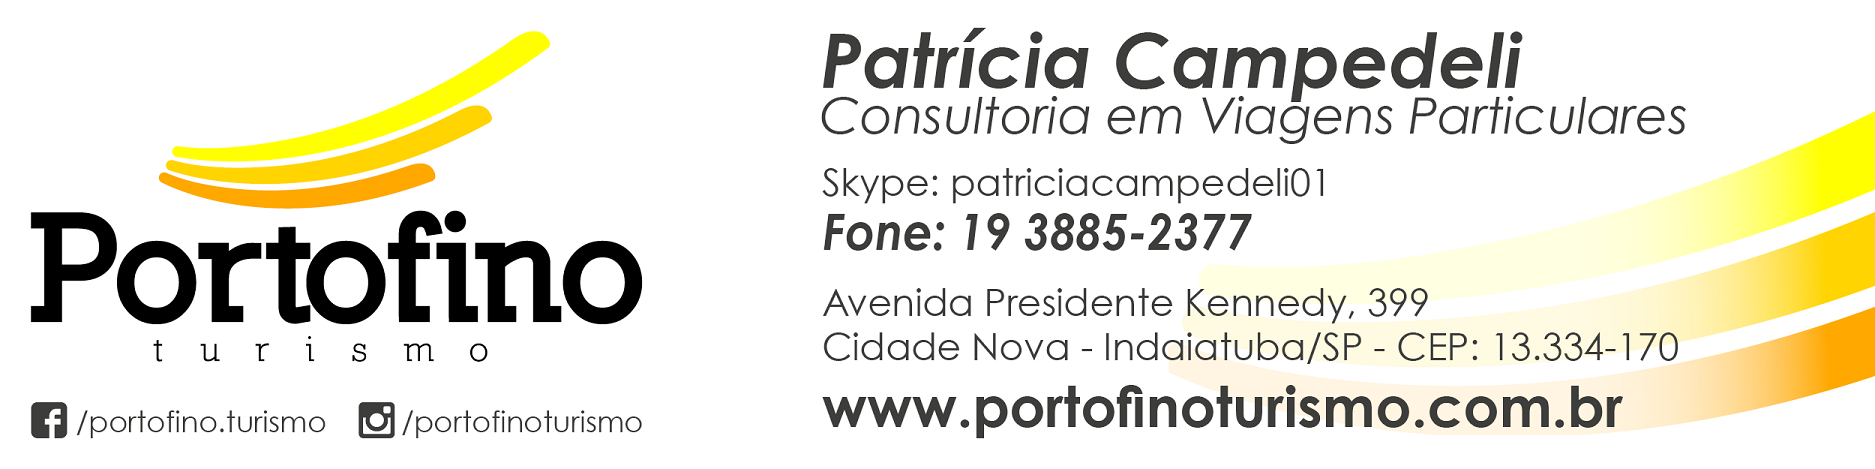 Portofino
turismo
/portofino.turismo /portofinoturismo
Patrícia Campedeli
Consultoria em Viagens Particulares
Skype: patriciacampedeli01
Fone: 19 3885-2377
Avenida Presidente Kennedy, 399
Cidade Nova - Indaiatuba/SP - CEP: 13.334-170
www.portofinoturismo.com.br